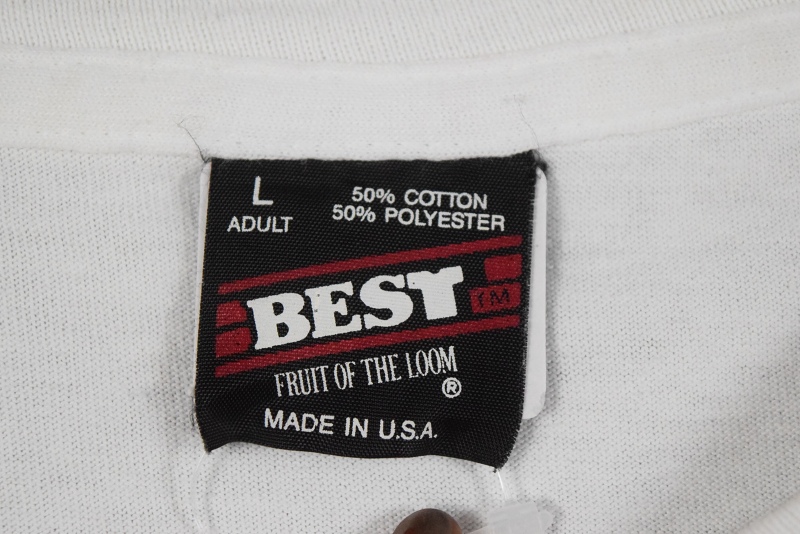 L
ADULT
50% COTTON
50% POLYESTER
BEST TM
FRUIT OF THE LOOM ®
MADE IN U.S.A.